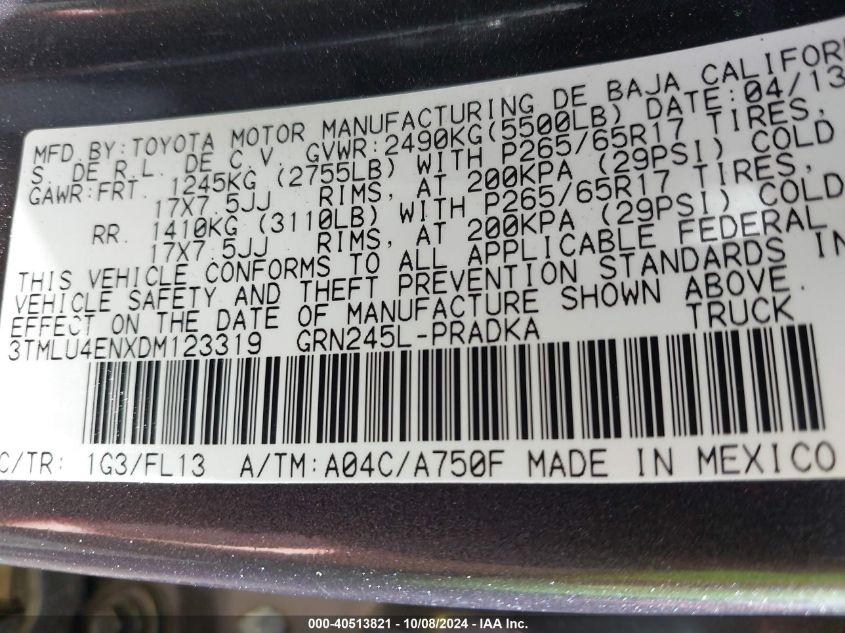 MFD.BY:TOYOTA MOTOR MANUFACTURING DE BAJA CALIFOR
S DE R.L. DE C.V. GVWR:2490KG(5500LB) DATE:04/13
GAWR:FRT. 1245KG (2755LB) WITH P265/65R17 TIRES,
17X7.5JJ RIMS, AT 200KPA (29PSI) COLD
RR. 1410KG (3110LB) WITH P265/65R17 TIRES,
17X7.5JJ RIMS, AT 200KPA (29PSI) COLD
THIS VEHICLE CONFORMS TO ALL APPLICABLE FEDERAL
VEHICLE SAFETY AND THEFT PREVENTION STANDARDS IN
EFFECT ON THE DATE OF MANUFACTURE SHOWN ABOVE.
3TMLU4ENXDM123319 GRN245L-PRADKA TRUCK
C/TR: 1G3/FL13 A/TM:A04C/A750F MADE IN MEXICO
000-40513821 - 10/08/2024 - IAA Inc.